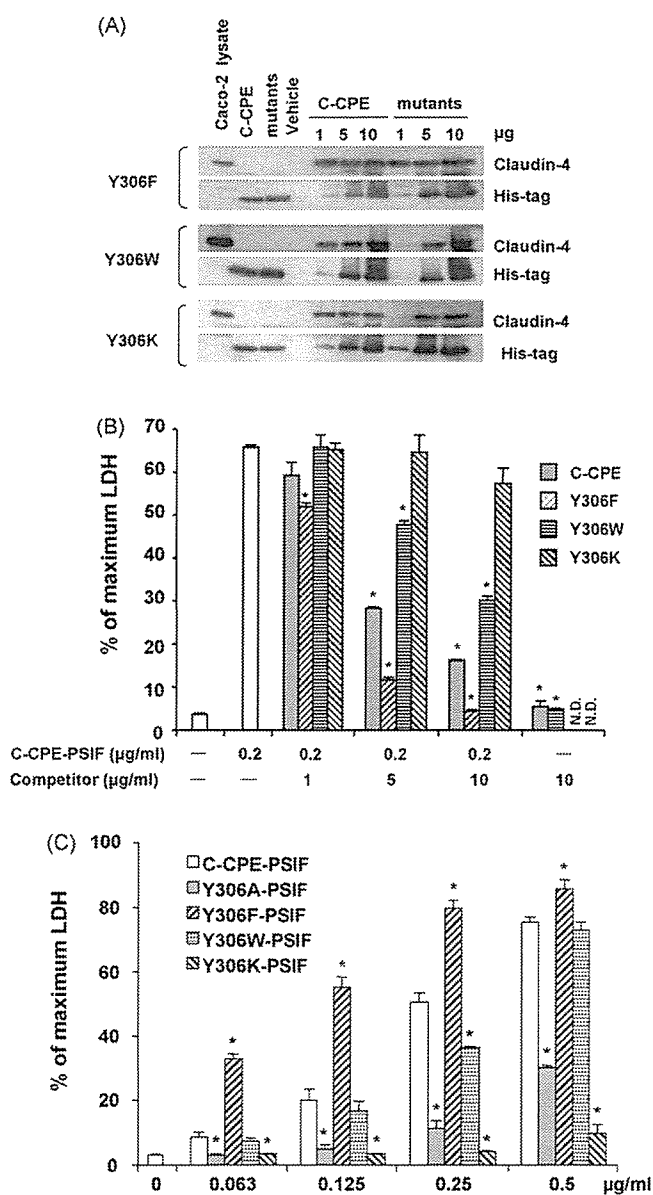 (A)
Caco-2 lysate
C-CPE
mutants
Vehicle
C-CPE mutants
1 5 10 1 5 10 µg
Y306F
Claudin-4
His-tag
Y306W
Claudin-4
His-tag
Y306K
Claudin-4
His-tag
(B)
% of maximum LDH
70
60
50
40
30
20
10
0
* * * * * * * * *
N.D.
N.D.
C-CPE
Y306F
Y306W
Y306K
C-CPE-PSIF (µg/ml) — 0.2 0.2 0.2 0.2 ----
Competitor (µg/ml) — — 1 5 10 10
(C)
% of maximum LDH
100
80
60
40
20
0
C-CPE-PSIF
Y306A-PSIF
Y306F-PSIF
Y306W-PSIF
Y306K-PSIF
* * * * * * * * * * * * *
0 0.063 0.125 0.25 0.5 µg/ml